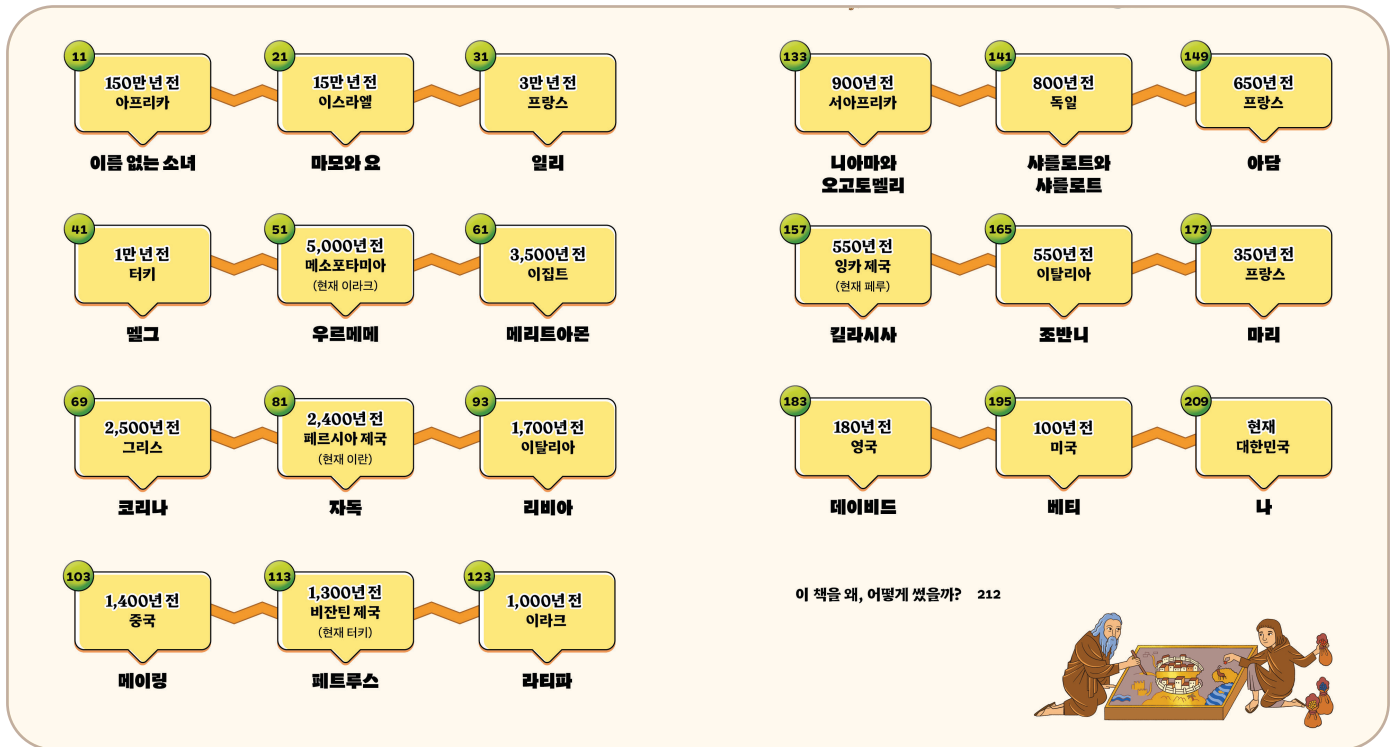 11
150만 년 전
아프리카
이름 없는 소녀
21
15만 년 전
이스라엘
마모와 요
31
3만 년 전
프랑스
일리
41
1만 년 전
터키
멜그
51
5,000년 전
메소포타미아
(현재 이라크)
우르메메
61
3,500년 전
이집트
메리트아몬
69
2,500년 전
그리스
코리나
81
2,400년 전
페르시아 제국
(현재 이란)
자독
93
1,700년 전
이탈리아
리비아
103
1,400년 전
중국
메이링
113
1,300년 전
비잔틴 제국
(현재 터키)
페트루스
123
1,000년 전
이라크
라티파
133
900년 전
서아프리카
니아마와
오고토멜리
141
800년 전
독일
샤를로트와
샤를로트
149
650년 전
프랑스
아담
157
550년 전
잉카 제국
(현재 페루)
킬라시사
165
550년 전
이탈리아
조반니
173
350년 전
프랑스
마리
183
180년 전
영국
데이비드
195
100년 전
미국
베티
209
현재
대한민국
나
이 책을 왜, 어떻게 썼을까? 212